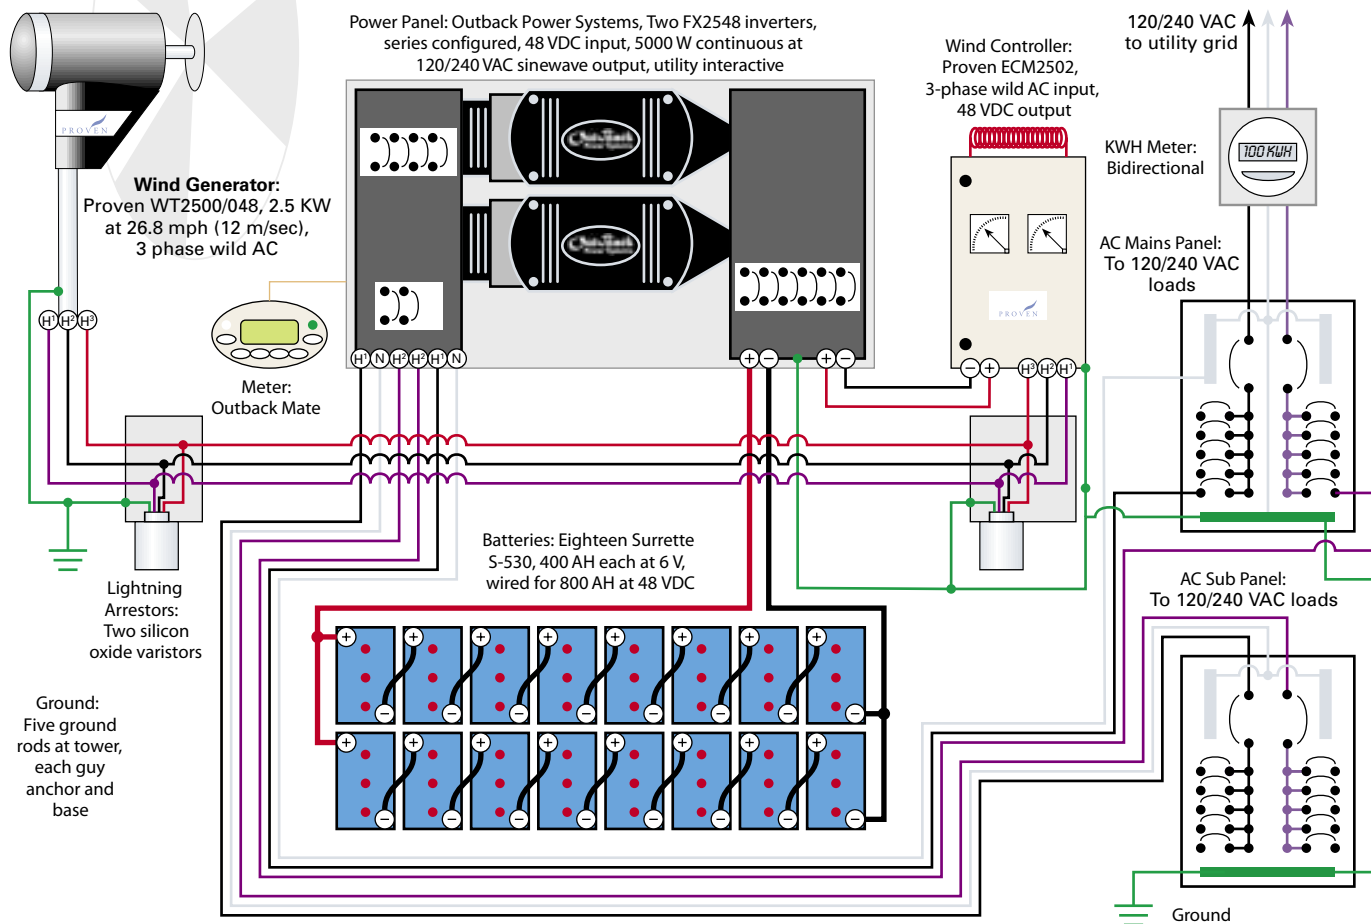 Power Panel: Outback Power Systems, Two FX2548 inverters,
series configured, 48 VDC input, 5000 W continuous at
120/240 VAC sinewave output, utility interactive
Wind Controller:
Proven ECM2502,
3-phase wild AC input,
48 VDC output
120/240 VAC
to utility grid
KWH Meter:
Bidirectional
100 KWH
PROVEN
Wind Generator:
Proven WT2500/048, 2.5 KW
at 26.8 mph (12 m/sec),
3 phase wild AC
OutBack
Power Systems
OutBack
Power Systems
AC Mains Panel:
To 120/240 VAC
loads
PROVEN
H1 H2 H3
Meter:
Outback Mate
H1 N H2 H2 H1 N
+ − + −
− + H3 H2 H1
Lightning
Arrestors:
Two silicon
oxide varistors
Batteries: Eighteen Surrette
S-530, 400 AH each at 6 V,
wired for 800 AH at 48 VDC
AC Sub Panel:
To 120/240 VAC loads
Ground:
Five ground
rods at tower,
each guy
anchor and
base
+ + + + + + + +
− − − − − − − −
+ + + + + + + +
− − − − − − − −
Ground